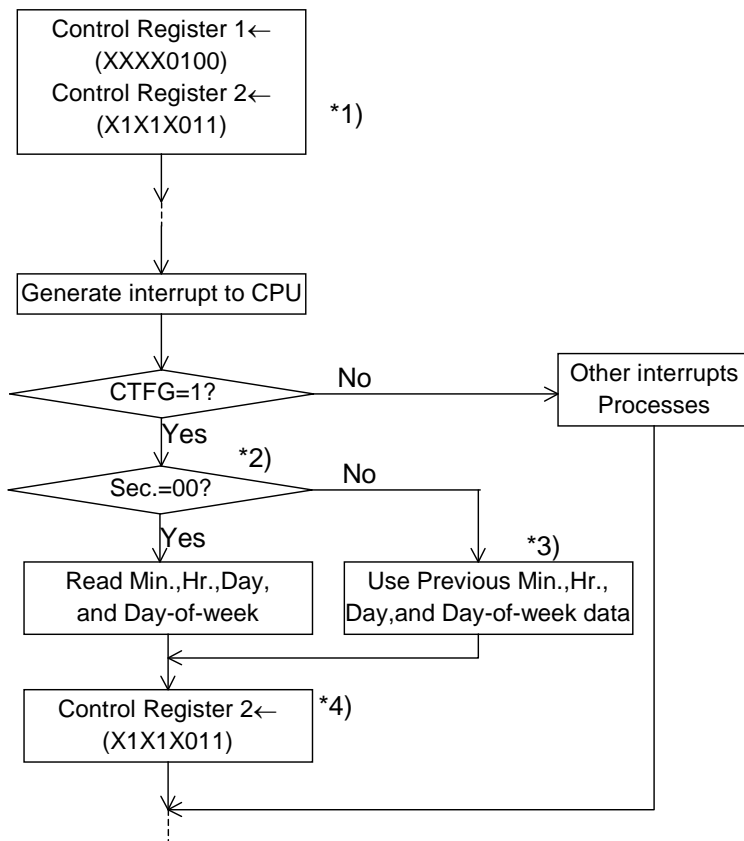 Control Register 1←
(XXXX0100)
Control Register 2←
(X1X1X011)
*1)
Generate interrupt to CPU
CTFG=1?
No
Other interrupts
Processes
Yes
*2)
Sec.=00?
No
Yes
*3)
Read Min.,Hr.,Day,
and Day-of-week
Use Previous Min.,Hr.,
Day,and Day-of-week data
Control Register 2←
(X1X1X011)
*4)